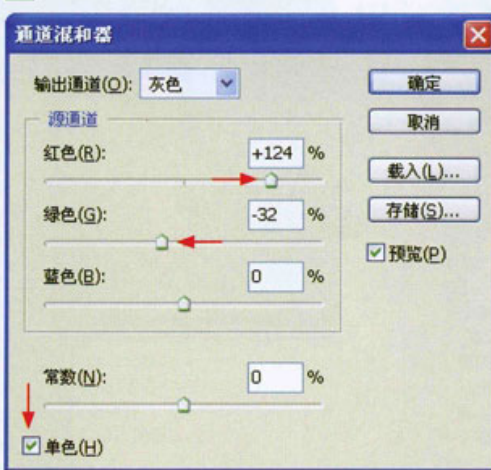 通道混和器
输出通道(O): 灰色
确定
源通道
取消
红色(R): +124 %
载入(L)...
绿色(G): -32 %
存储(S)...
预览(P)
蓝色(B): 0 %
常数(N): 0 %
单色(H)